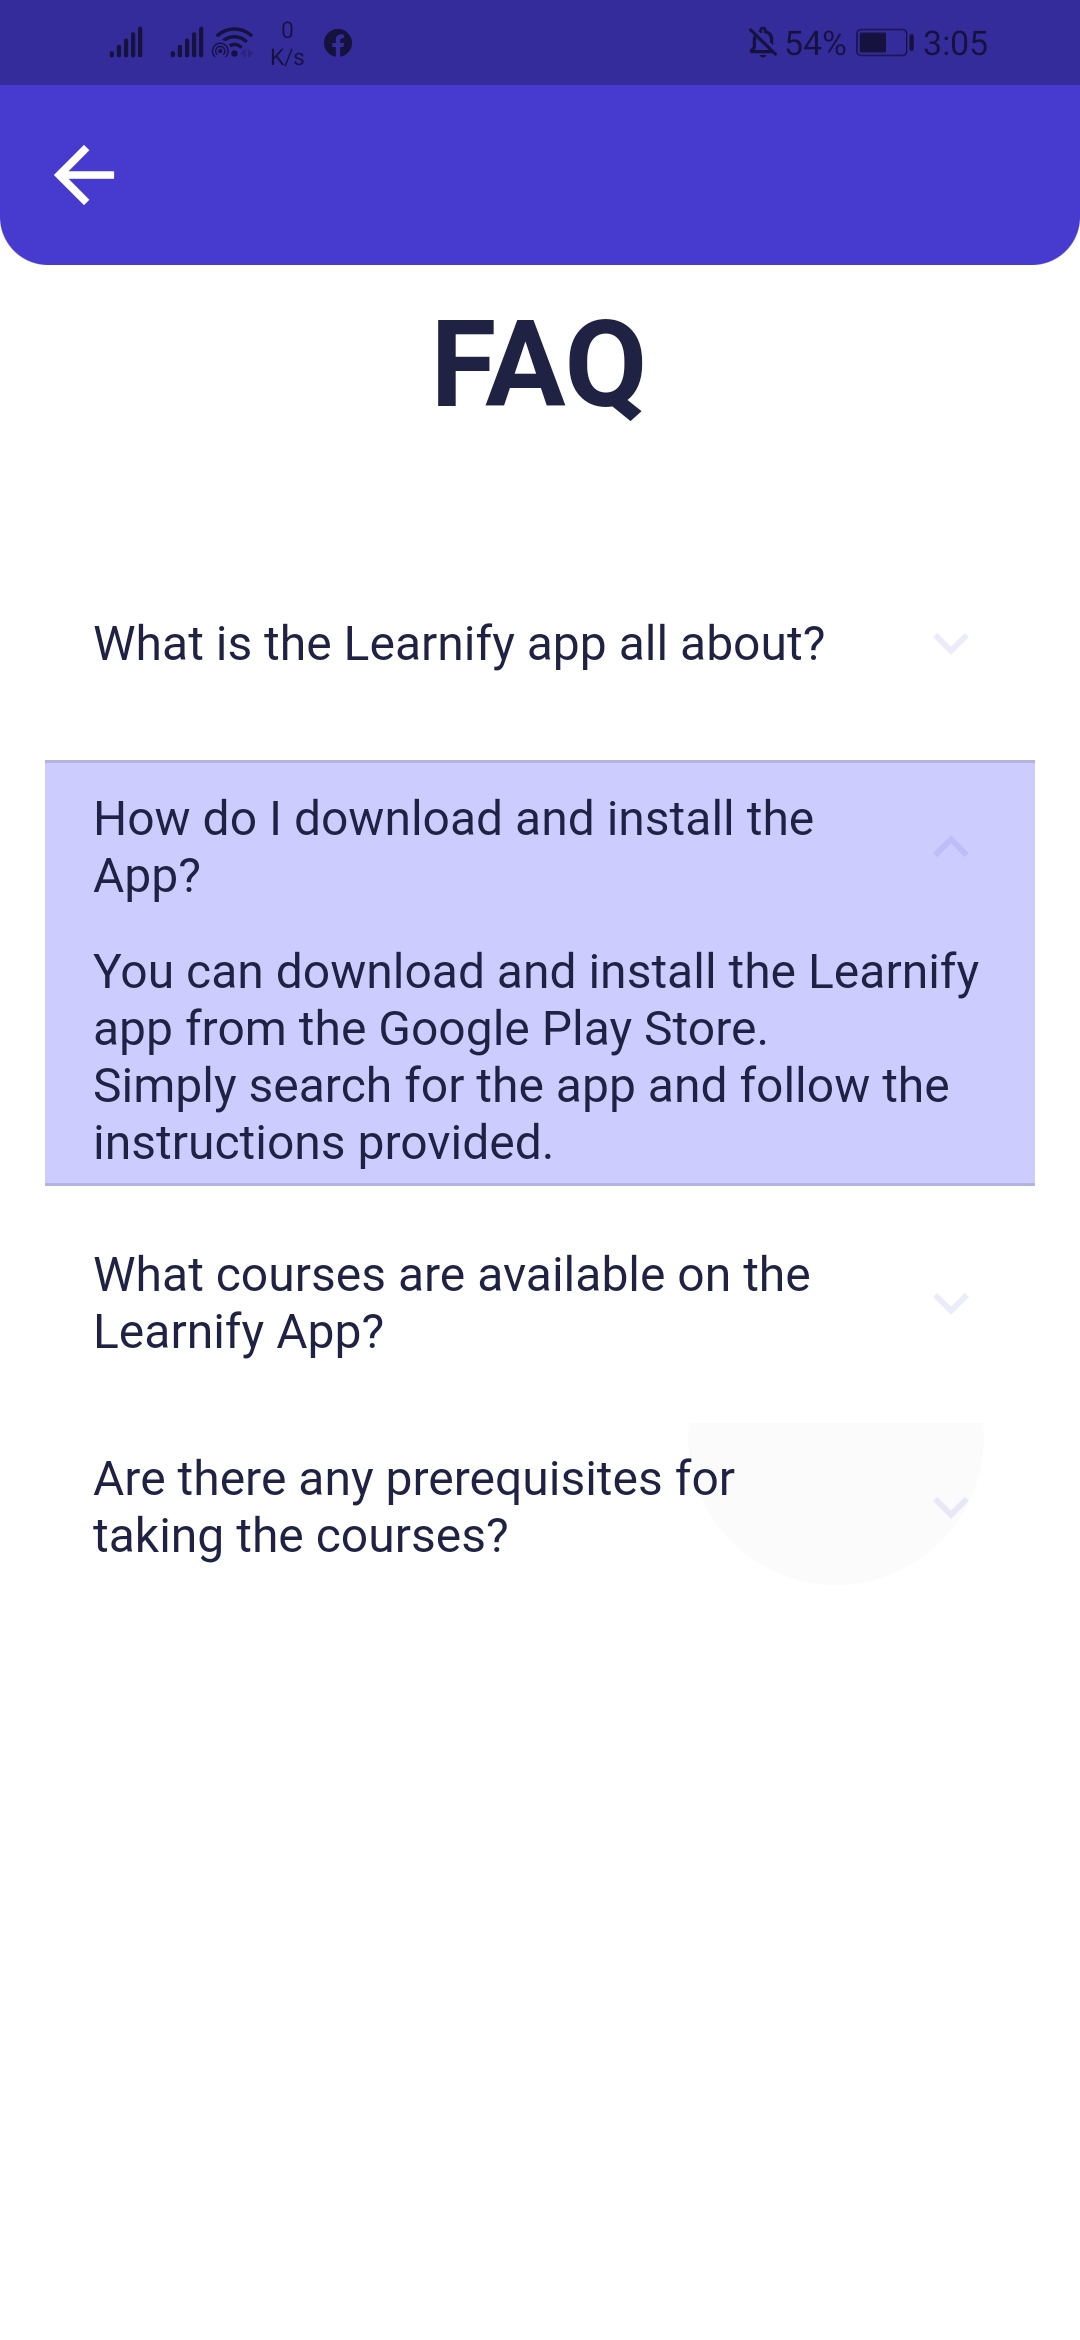 0
K/s
54%
3:05
FAQ
What is the Learnify app all about?
How do I download and install the
App?
You can download and install the Learnify
app from the Google Play Store.
Simply search for the app and follow the
instructions provided.
What courses are available on the
Learnify App?
Are there any prerequisites for
taking the courses?